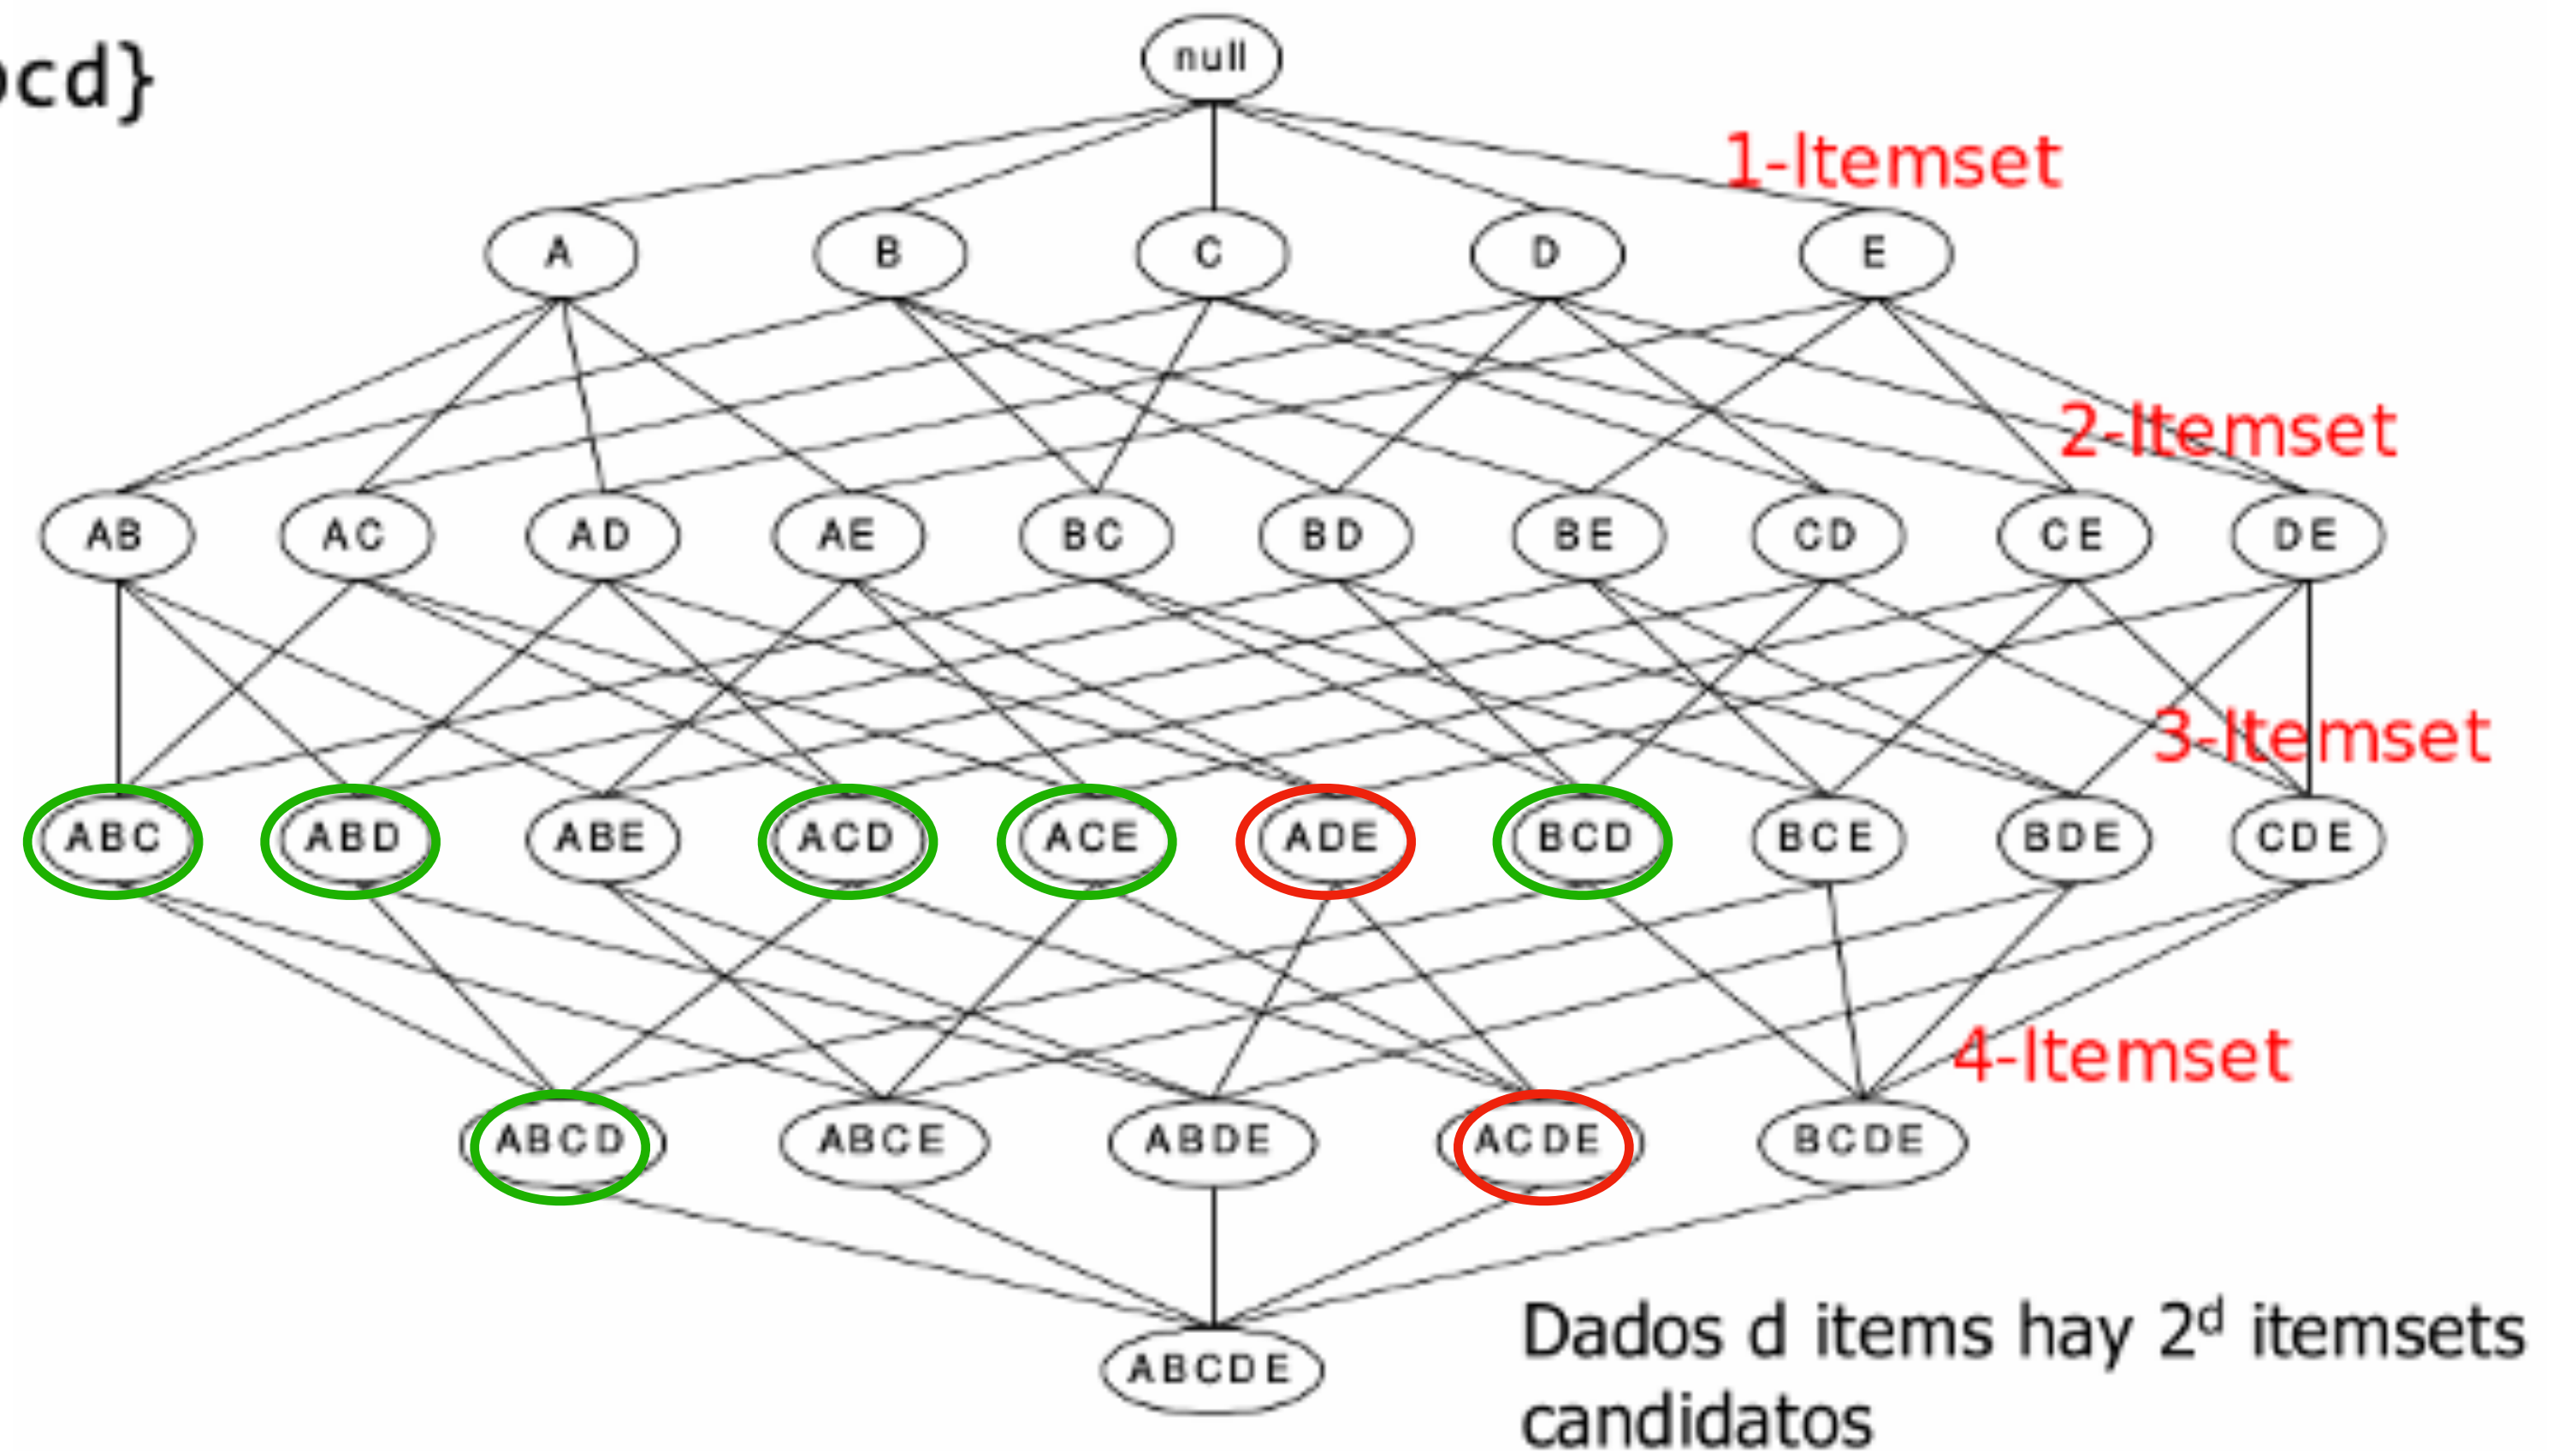 bcd}
null
1-Itemset
A B C D E
2-Itemset
AB AC AD AE BC BD BE CD CE DE
3-Itemset
ABC ABD ABE ACD ACE ADE BCD BCE BDE CDE
4-Itemset
ABCD ABCE ABDE ACDE BCDE
ABCDE
Dados d items hay 2ᵈ itemsets
candidatos